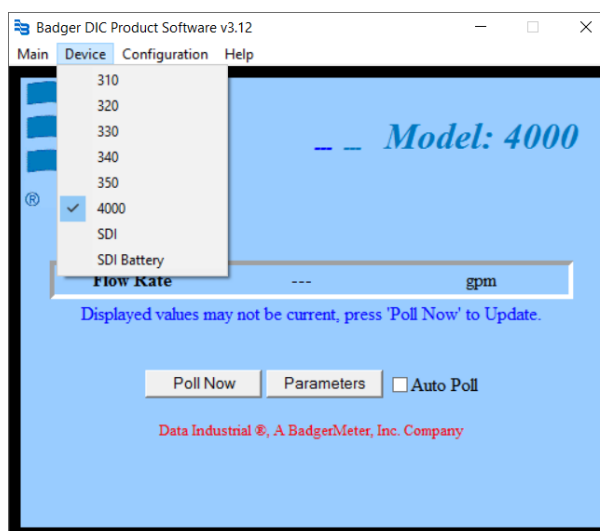 Badger DIC Product Software v3.12
Main Device Configuration Help
310
320
330
340
350
4000
SDI
SDI Battery
--- --- Model: 4000
®
Flow Rate --- gpm
Displayed values may not be current, press 'Poll Now' to Update.
Poll Now Parameters Auto Poll
Data Industrial ®, A BadgerMeter, Inc. Company